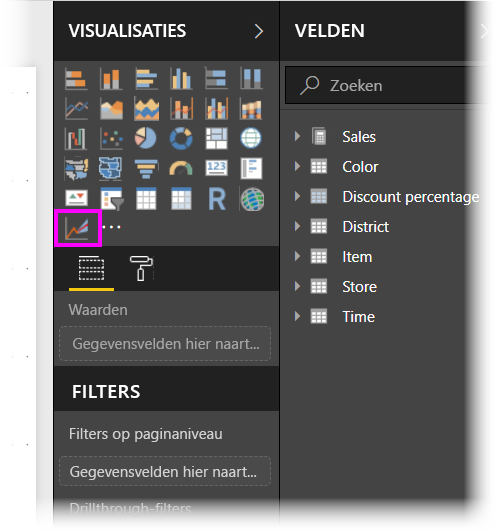 VISUALISATIES
123
R
Waarden
Gegevensvelden hier naart...
FILTERS
Filters op paginaniveau
Gegevensvelden hier naart...
Drillthrough-filters
VELDEN
Zoeken
Sales
Color
Discount percentage
District
Item
Store
Time